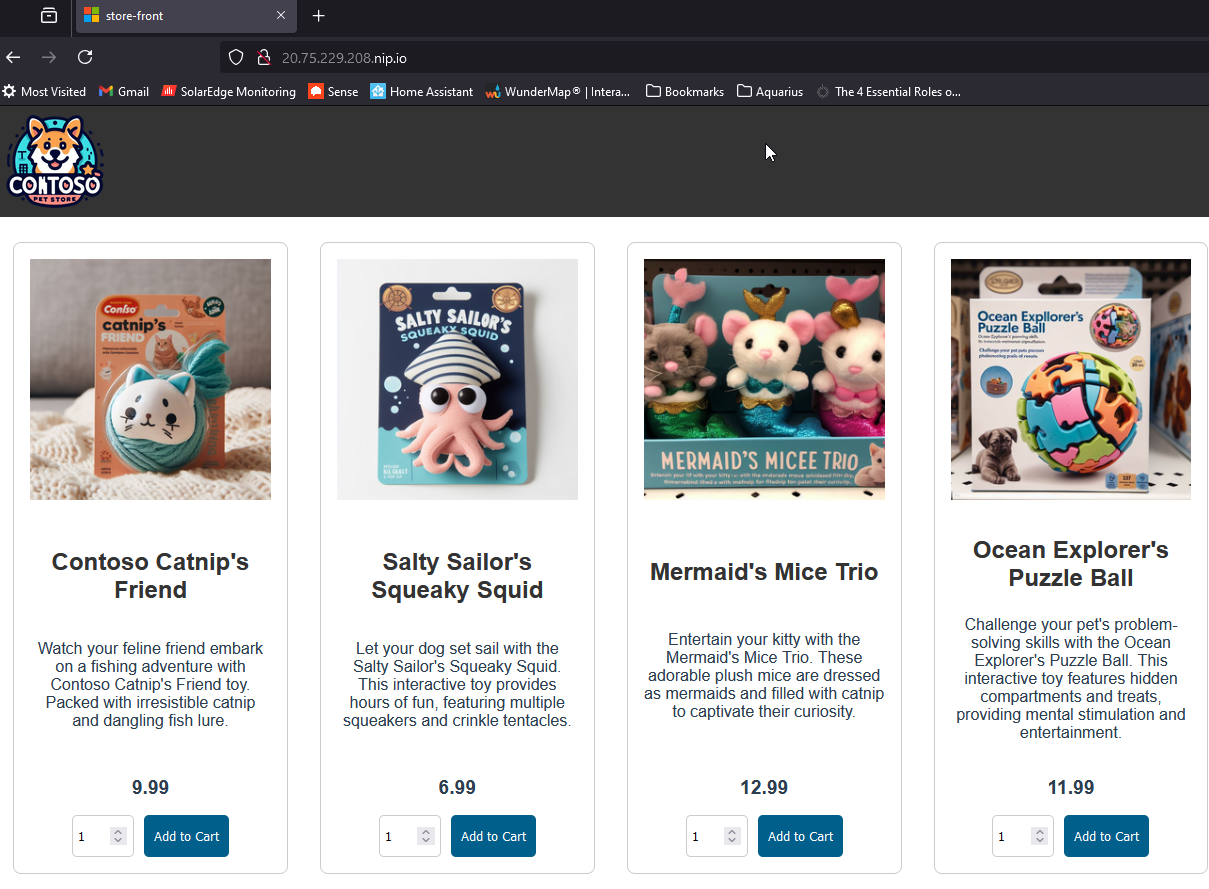 store-front
20.75.229.208.nip.io
Most Visited
Gmail
SolarEdge Monitoring
Sense
Home Assistant
WunderMap® | Intera...
Bookmarks
Aquarius
The 4 Essential Roles o...
CONTOSO
PET STORE
Conlso
catnip's
FRIEND
SALTY SAILOR'S
SQUEAKY SQUID
MERMAID'S MICEE TRIO
Ocean Expllorer's
Puzzle Ball
Contoso Catnip's
Friend
Watch your feline friend embark
on a fishing adventure with
Contoso Catnip's Friend toy.
Packed with irresistible catnip
and dangling fish lure.
9.99
1
Add to Cart
Salty Sailor's
Squeaky Squid
Let your dog set sail with the
Salty Sailor's Squeaky Squid.
This interactive toy provides
hours of fun, featuring multiple
squeakers and crinkle tentacles.
6.99
1
Add to Cart
Mermaid's Mice Trio
Entertain your kitty with the
Mermaid's Mice Trio. These
adorable plush mice are dressed
as mermaids and filled with catnip
to captivate their curiosity.
12.99
1
Add to Cart
Ocean Explorer's
Puzzle Ball
Challenge your pet's problem-
solving skills with the Ocean
Explorer's Puzzle Ball. This
interactive toy features hidden
compartments and treats,
providing mental stimulation and
entertainment.
11.99
1
Add to Cart